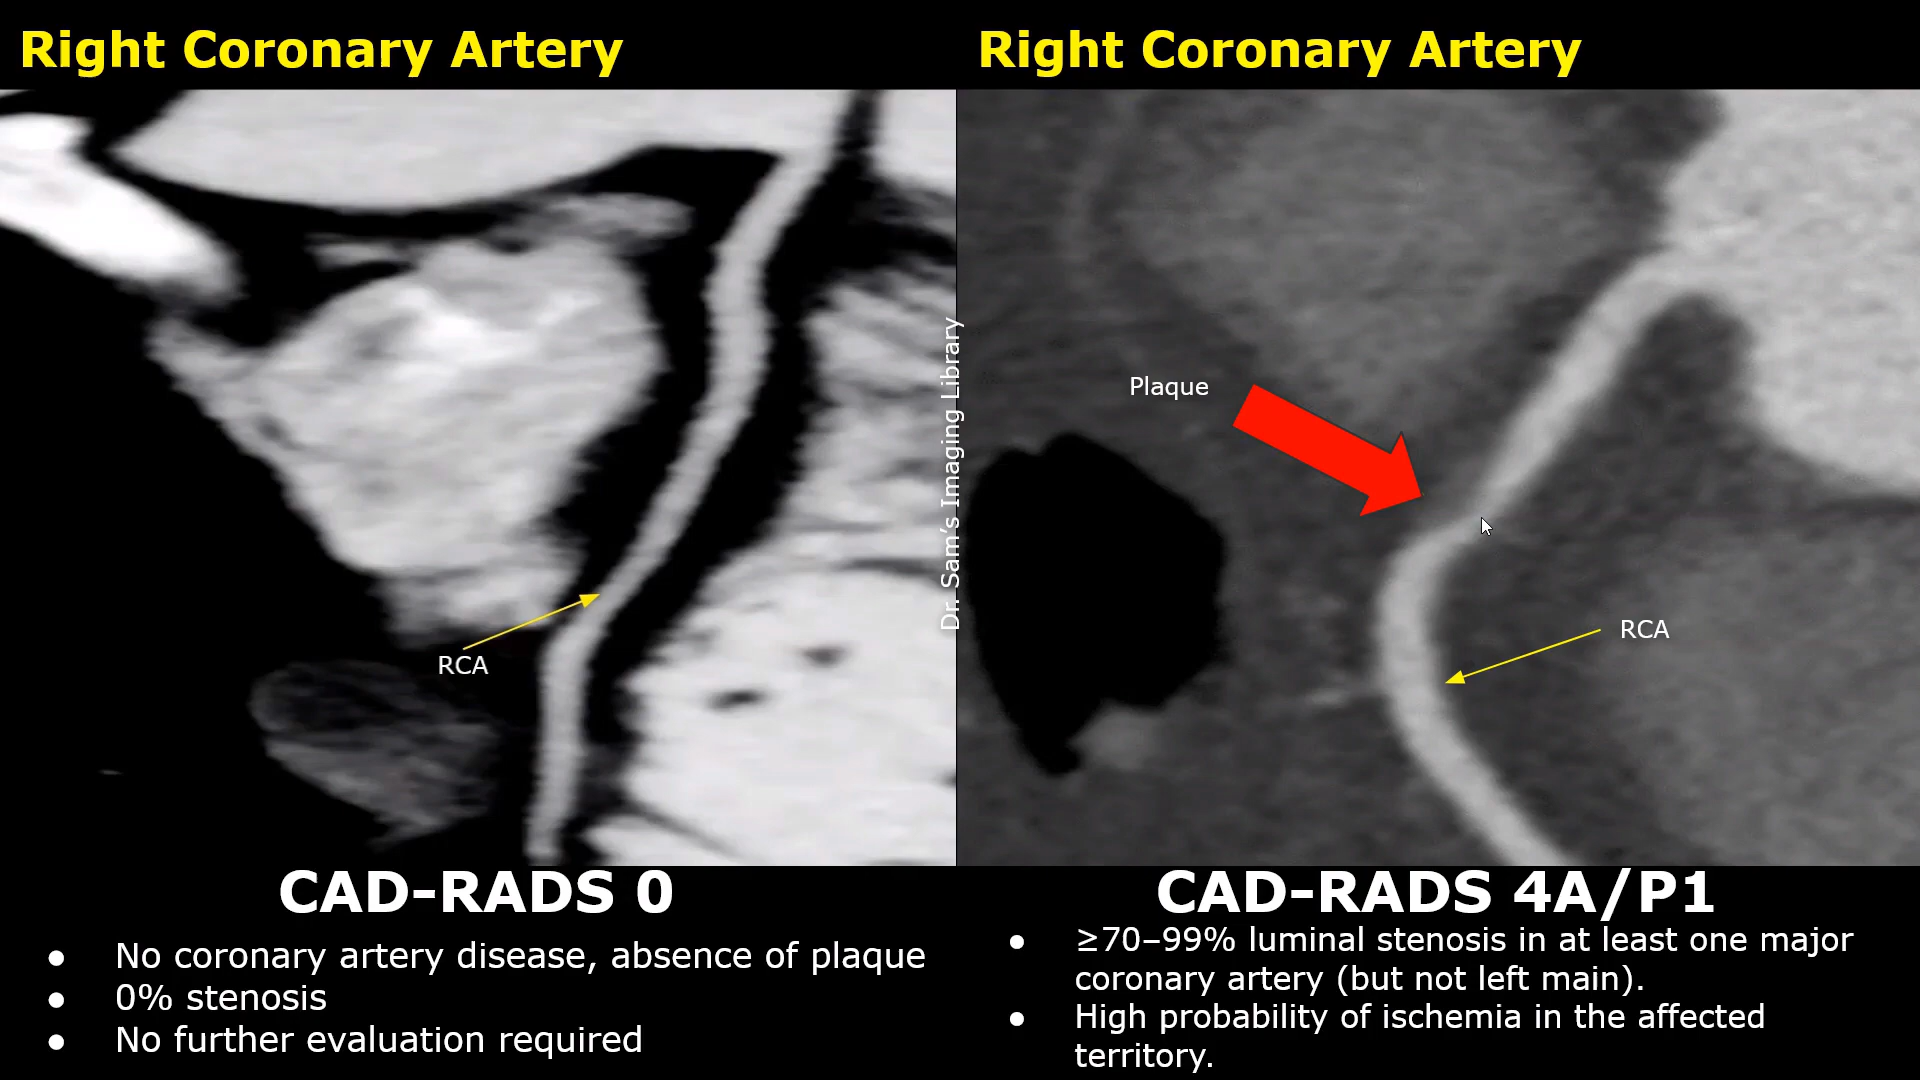 Right Coronary Artery
RCA
CAD-RADS 0
● No coronary artery disease, absence of plaque
● 0% stenosis
● No further evaluation required
Dr. Sam’s Imaging Library
Right Coronary Artery
Plaque
RCA
CAD-RADS 4A/P1
● ≥70–99% luminal stenosis in at least one major
coronary artery (but not left main).
● High probability of ischemia in the affected
territory.